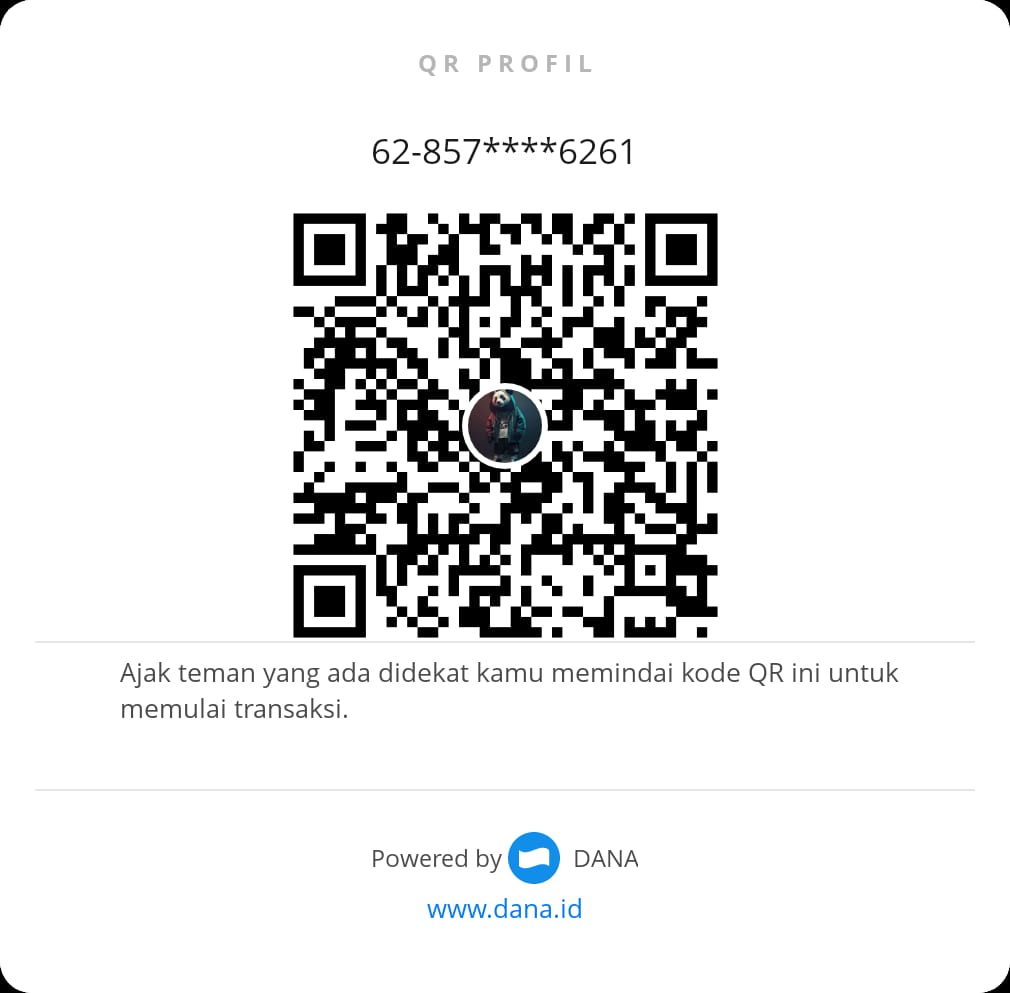 QR PROFIL
62-857****6261
Ajak teman yang ada didekat kamu memindai kode QR ini untuk
memulai transaksi.
Powered by DANA
www.dana.id